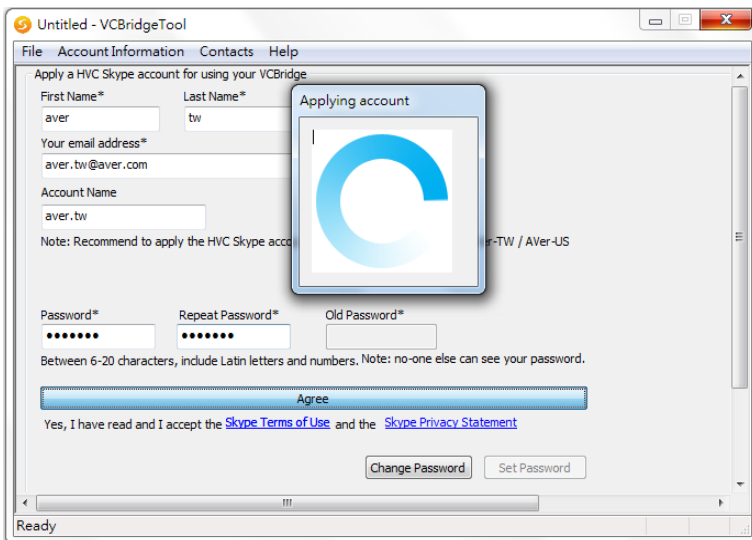 Untitled - VCBridgeTool
File Account Information Contacts Help
Apply a HVC Skype account for using your VCBridge
First Name* Last Name*
Applying account
aver tw
Your email address*
aver.tw@aver.com
Account Name
aver.tw
Note: Recommend to apply the HVC Skype acco r-TW / AVer-US
Password* Repeat Password* Old Password*
••••••• •••••••
Between 6-20 characters, include Latin letters and numbers. Note: no-one else can see your password.
Agree
Yes, I have read and I accept the Skype Terms of Use and the Skype Privacy Statement
Change Password Set Password
Ready